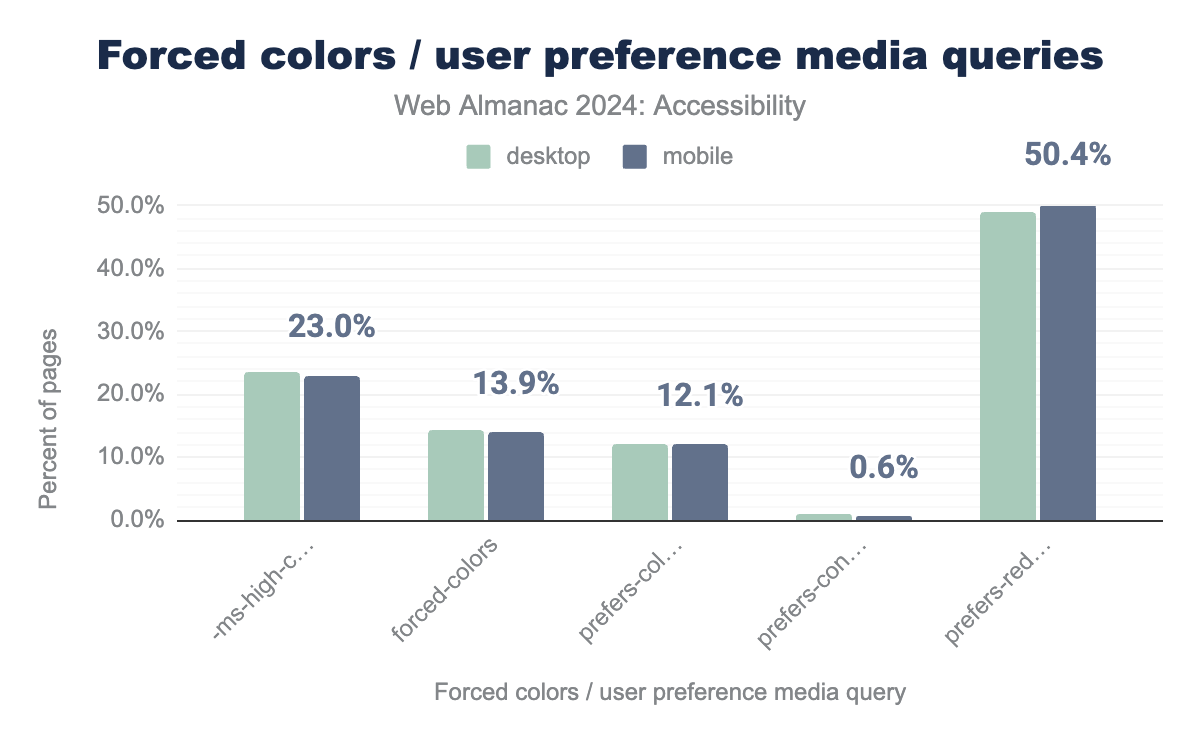 Forced colors / user preference media queries
Web Almanac 2024: Accessibility
desktop
mobile
50.4%
50.0%
40.0%
30.0%
23.0%
20.0%
13.9%
12.1%
10.0%
0.6%
0.0%
Percent of pages
-ms-high-c…
forced-colors
prefers-col…
prefers-con…
prefers-red…
Forced colors / user preference media query